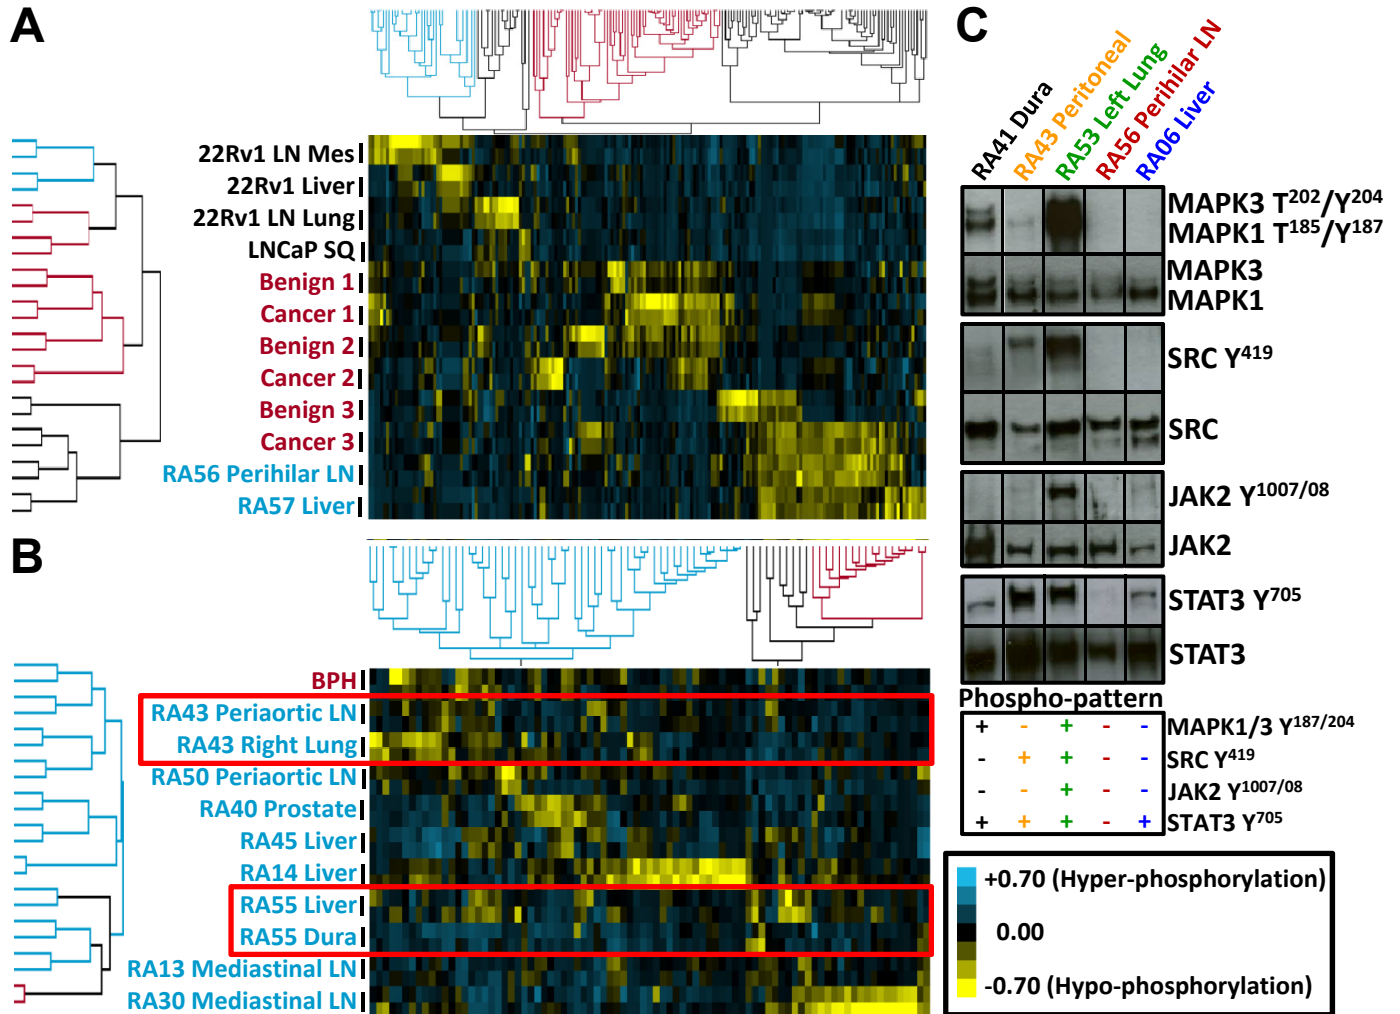 A
22Rv1 LN Mes
22Rv1 Liver
22Rv1 LN Lung
LNCaP SQ
Benign 1
Cancer 1
Benign 2
Cancer 2
Benign 3
Cancer 3
RA56 Perihilar LN
RA57 Liver
B
BPH
RA43 Periaortic LN
RA43 Right Lung
RA50 Periaortic LN
RA40 Prostate
RA45 Liver
RA14 Liver
RA55 Liver
RA55 Dura
RA13 Mediastinal LN
RA30 Mediastinal LN
C
RA41 Dura
RA43 Peritoneal
RA53 Left Lung
RA56 Perihilar LN
RA06 Liver
MAPK3 T202/Y204
MAPK1 T185/Y187
MAPK3
MAPK1
SRC Y419
SRC
JAK2 Y1007/08
JAK2
STAT3 Y705
STAT3
Phospho-pattern
+ - + - - MAPK1/3 Y187/204
- + + - - SRC Y419
- - + - - JAK2 Y1007/08
+ + + - + STAT3 Y705
+0.70 (Hyper-phosphorylation)
0.00
-0.70 (Hypo-phosphorylation)